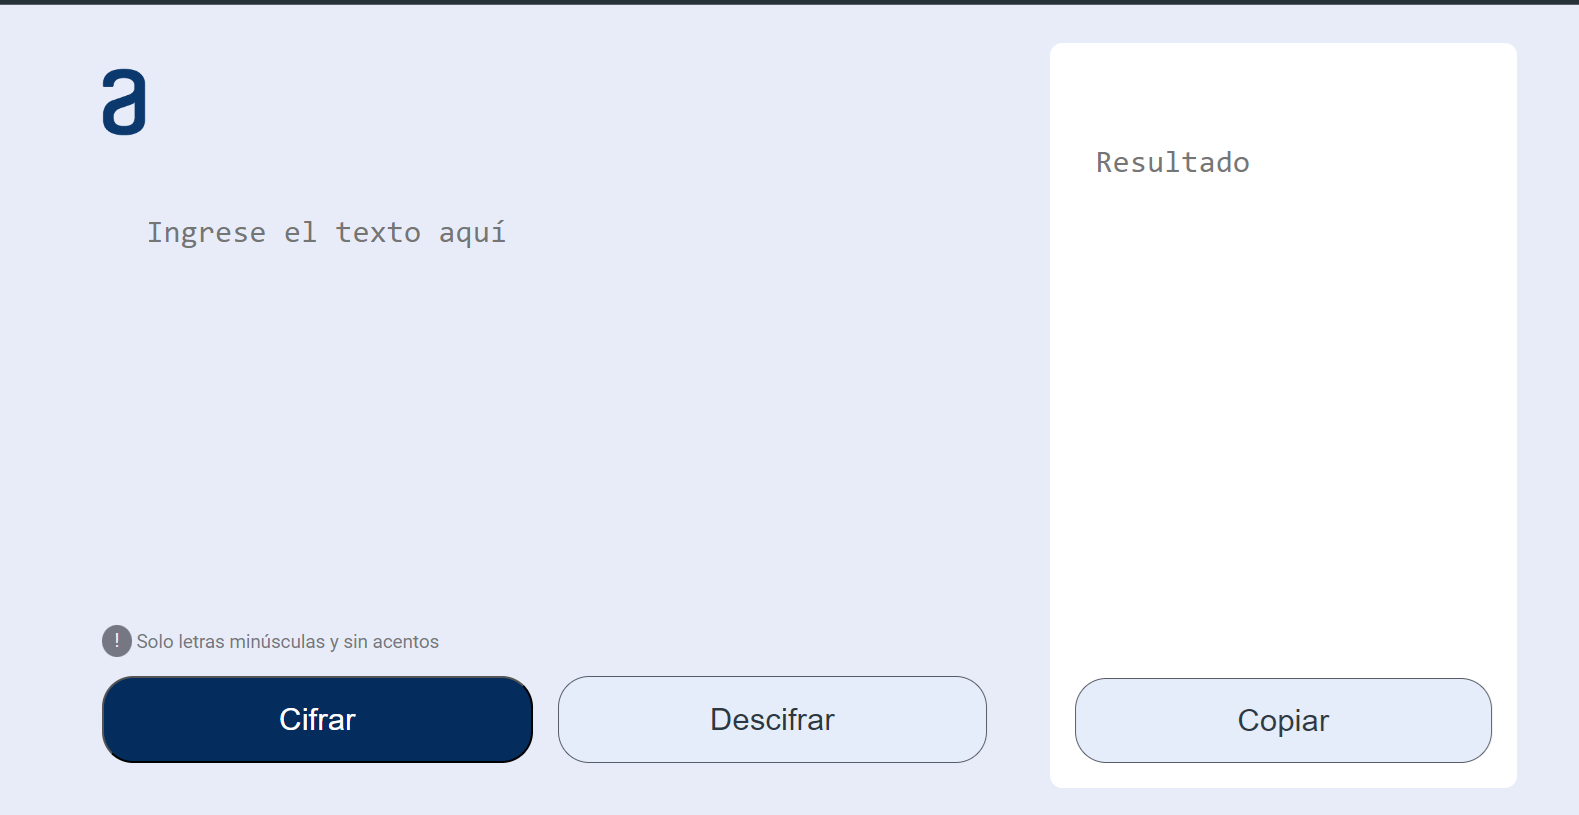 a
Ingrese el texto aquí
! Solo letras minúsculas y sin acentos
Cifrar
Descifrar
Resultado
Copiar